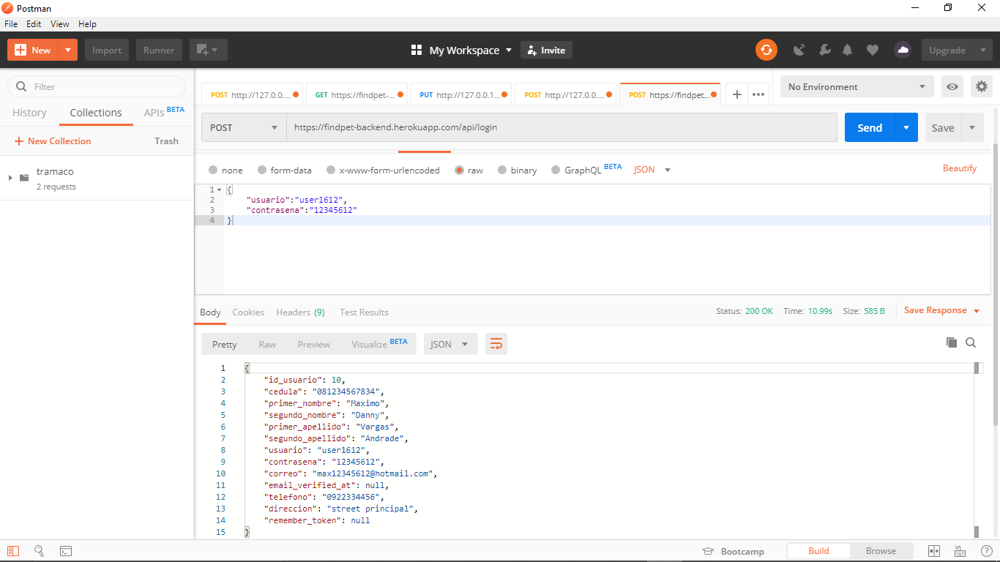 Postman
File Edit View Help
New Import Runner My Workspace Invite Upgrade
Filter
History Collections APIs BETA
New Collection Trash
tramaco
2 requests
POST http://127.0.0.... GET https://findpet-... PUT http://127.0.0.1... POST http://127.0.0.... POST https://findpet... No Environment
POST https://findpet-backend.herokuapp.com/api/login Send Save
none form-data x-www-form-urlencoded raw binary GraphQL BETA JSON Beautify
1 {
2 "usuario":"user1612",
3 "contrasena":"12345612"
4 }
Body Cookies Headers (9) Test Results Status: 200 OK Time: 10.99s Size: 585 B Save Response
Pretty Raw Preview Visualize BETA JSON
1 {
2 "id_usuario": 10,
3 "cedula": "081234567834",
4 "primer_nombre": "Maximo",
5 "segundo_nombre": "Danny",
6 "primer_apellido": "Vargas",
7 "segundo_apellido": "Andrade",
8 "usuario": "user1612",
9 "contrasena": "12345612",
10 "correo": "max12345612@hotmail.com",
11 "email_verified_at": null,
12 "telefono": "0922334456",
13 "direccion": "street principal",
14 "remember_token": null
15 }
Bootcamp Build Browse